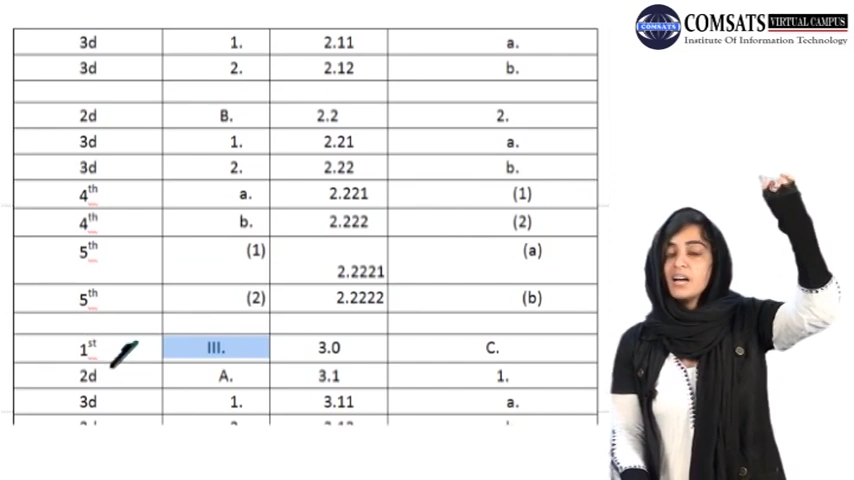 COMSATS VIRTUAL CAMPUS
COMSATS
Institute Of Information Technology
3d 1. 2.11 a.
3d 2. 2.12 b.
2d B. 2.2 2.
3d 1. 2.21 a.
3d 2. 2.22 b.
4th a. 2.221 (1)
4th b. 2.222 (2)
5th (1) 2.2221 (a)
5th (2) 2.2222 (b)
1st III. 3.0 C.
2d A. 3.1 1.
3d 1. 3.11 a.